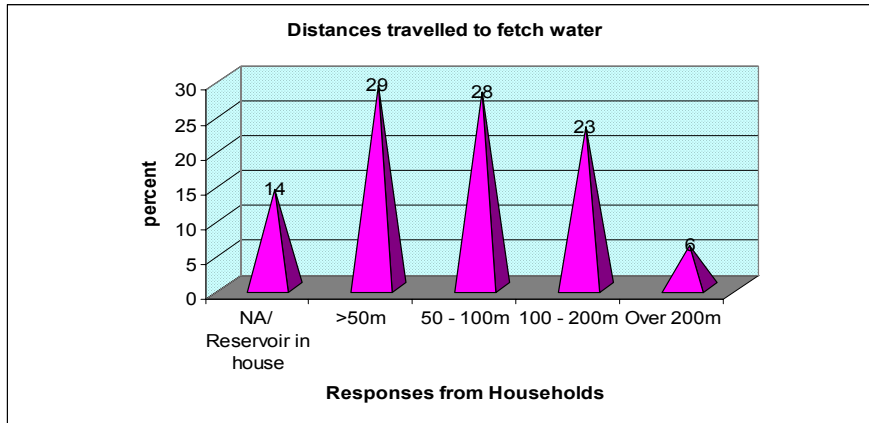 Distances travelled to fetch water
30
25
20
15
10
5
0
percent
14
29
28
23
6
NA/
Reservoir in
house
>50m
50 - 100m
100 - 200m
Over 200m
Responses from Households